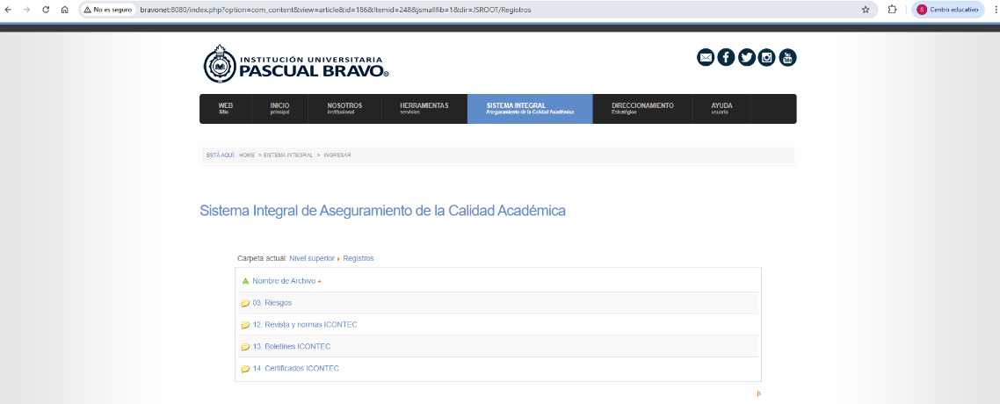 No es seguro
bravonet:8080/index.php?option=com_content&view=article&id=186&Itemid=248&jsmallfib=1&dir=JSROOT/Registros
S
Centro educativo
INSTITUCIÓN UNIVERSITARIA
PASCUAL BRAVO®
You
Tube
WEB
Sitio
INICIO
principal
NOSOTROS
institucional
HERRAMIENTAS
servicios
SISTEMA INTEGRAL
Aseguramiento de la Calidad Académica
DIRECCIONAMIENTO
Estratégico
AYUDA
usuario
ESTÁ AQUÍ: HOME > SISTEMA INTEGRAL > INGRESAR
Sistema Integral de Aseguramiento de la Calidad Académica
Carpeta actual: Nivel superior Registros
Nombre de Archivo
03. Riesgos
12. Revista y normas ICONTEC
13. Boletines ICONTEC
14. Certificados ICONTEC
js